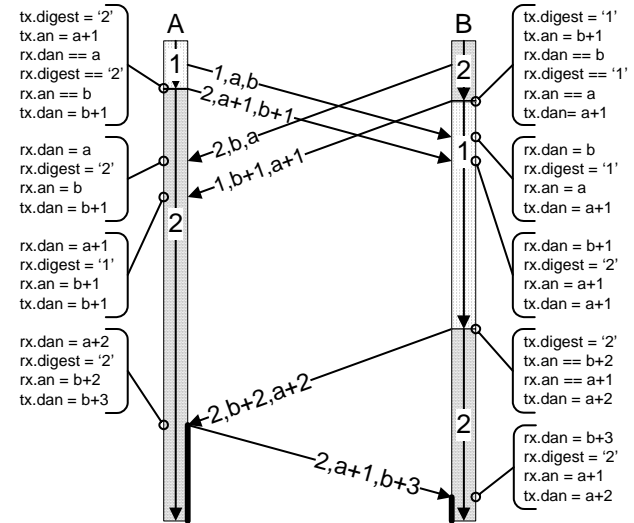 tx.digest = ‘2’
tx.an = a+1
rx.dan == a
rx.digest == ‘2’
rx.an == b
tx.dan = b+1
rx.dan = a
rx.digest = ‘2’
rx.an = b
tx.dan = b+1
rx.dan = a+1
rx.digest = ‘1’
rx.an = b+1
tx.dan = b+1
rx.dan = a+2
rx.digest = ‘2’
rx.an = b+2
tx.dan = b+3
A
B
1
2
1,a,b
2,a+1,b+1
2,b,a
1,b+1,a+1
1
2
2,b+2,a+2
2
2,a+1,b+3
tx.digest = ‘1’
tx.an = b+1
rx.dan == b
rx.digest == ‘1’
rx.an == a
tx.dan= a+1
rx.dan = b
rx.digest = ‘1’
rx.an = a
tx.dan = a+1
rx.dan = b+1
rx.digest = ‘2’
rx.an = a+1
tx.dan = a+1
tx.digest = ‘2’
tx.an == b+2
rx.an == a+1
tx.dan = a+2
rx.dan = b+3
rx.digest = ‘2’
rx.an = a+1
tx.dan = a+2